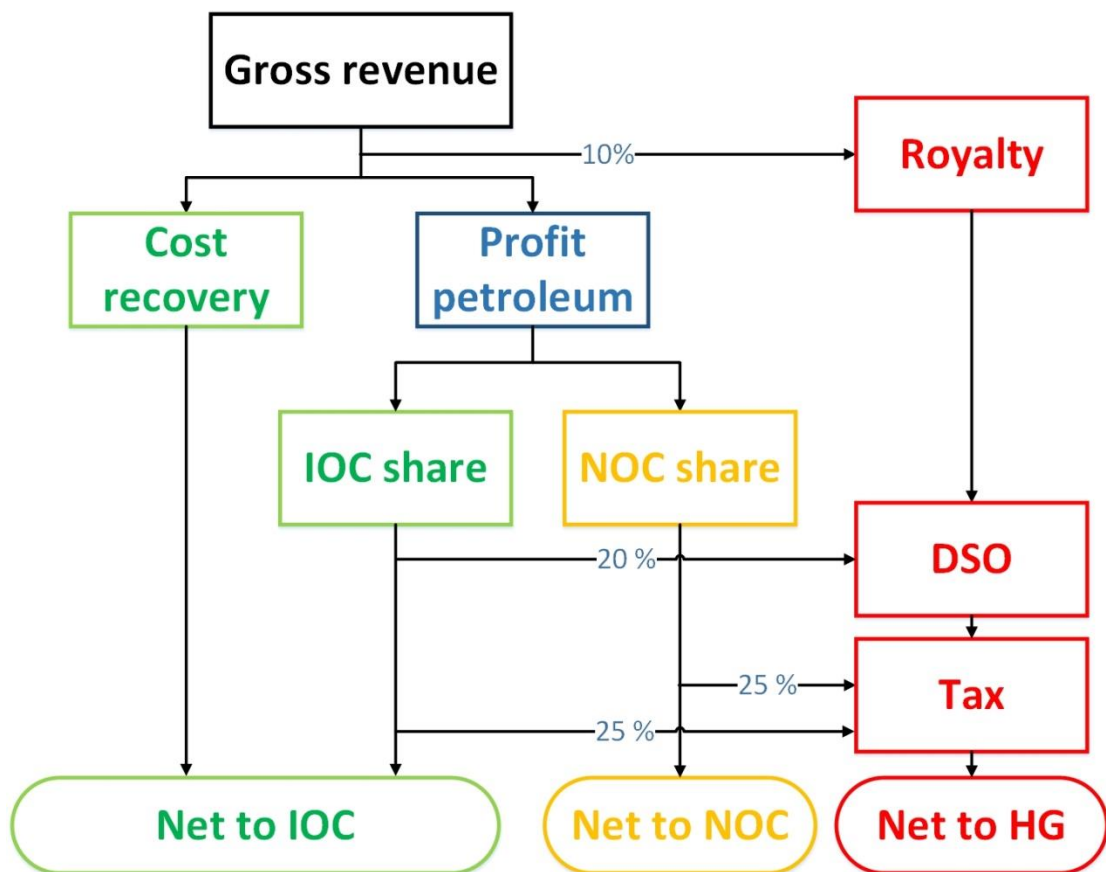 Gross revenue
10%
Royalty
Cost
recovery
Profit
petroleum
IOC share
NOC share
20 %
DSO
25 %
Tax
25 %
Net to IOC
Net to NOC
Net to HG